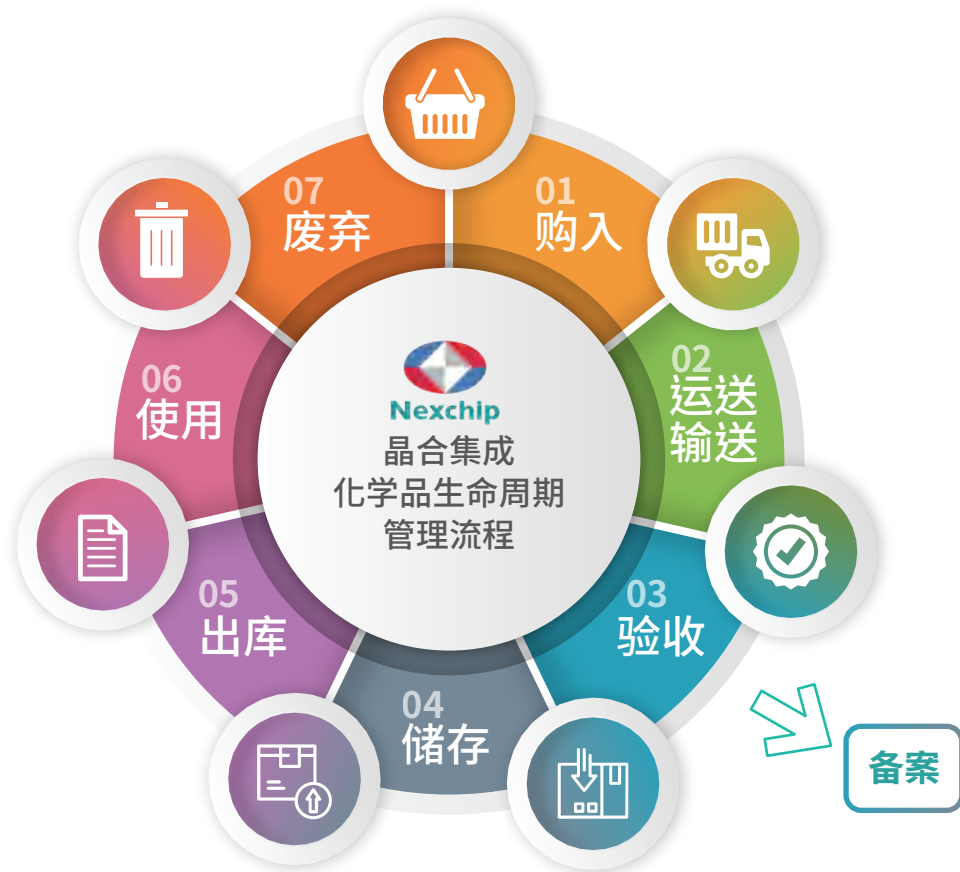 Nexchip
晶合集成
化学品生命周期
管理流程
01
购入
02
运送
输送
03
验收
04
储存
05
出库
06
使用
07
废弃
备案